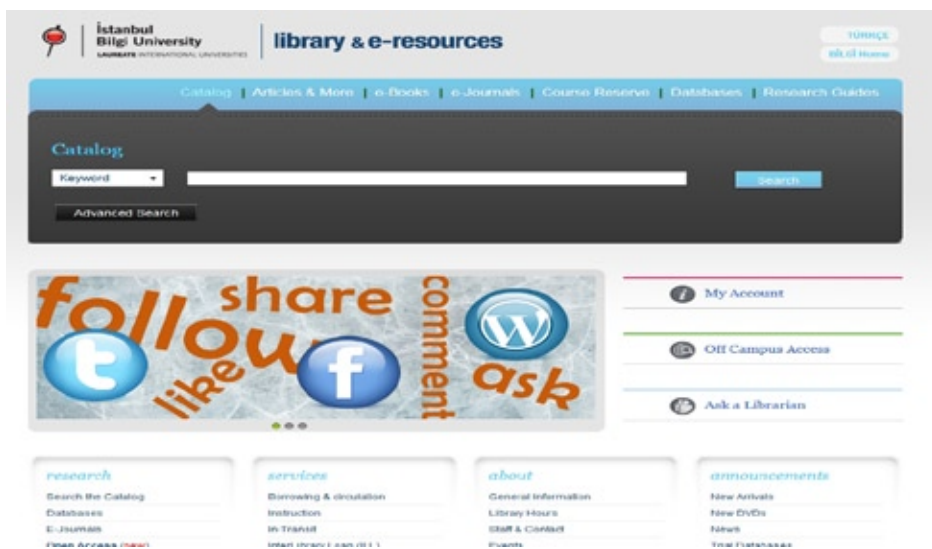 İstanbul
Bilgi University
LAUREATE INTERNATIONAL UNIVERSITIES
library & e-resources
TÜRKÇE
BİLGİ Home
Catalog | Articles & More | e-Books | e-Journals | Course Reserve | Databases | Research Guides
Catalog
Keyword
Search
Advanced Search
follow
share
comment
like
ask
My Account
Off Campus Access
Ask a Librarian
research
Search the Catalog
Databases
E-Journals
Open Access (new)
services
Borrowing & circulation
Instruction
In Transit
InterLibrary Loan (ILL)
about
General Information
Library Hours
Staff & Contact
Events
announcements
New Arrivals
New DVDs
News
Trial Databases